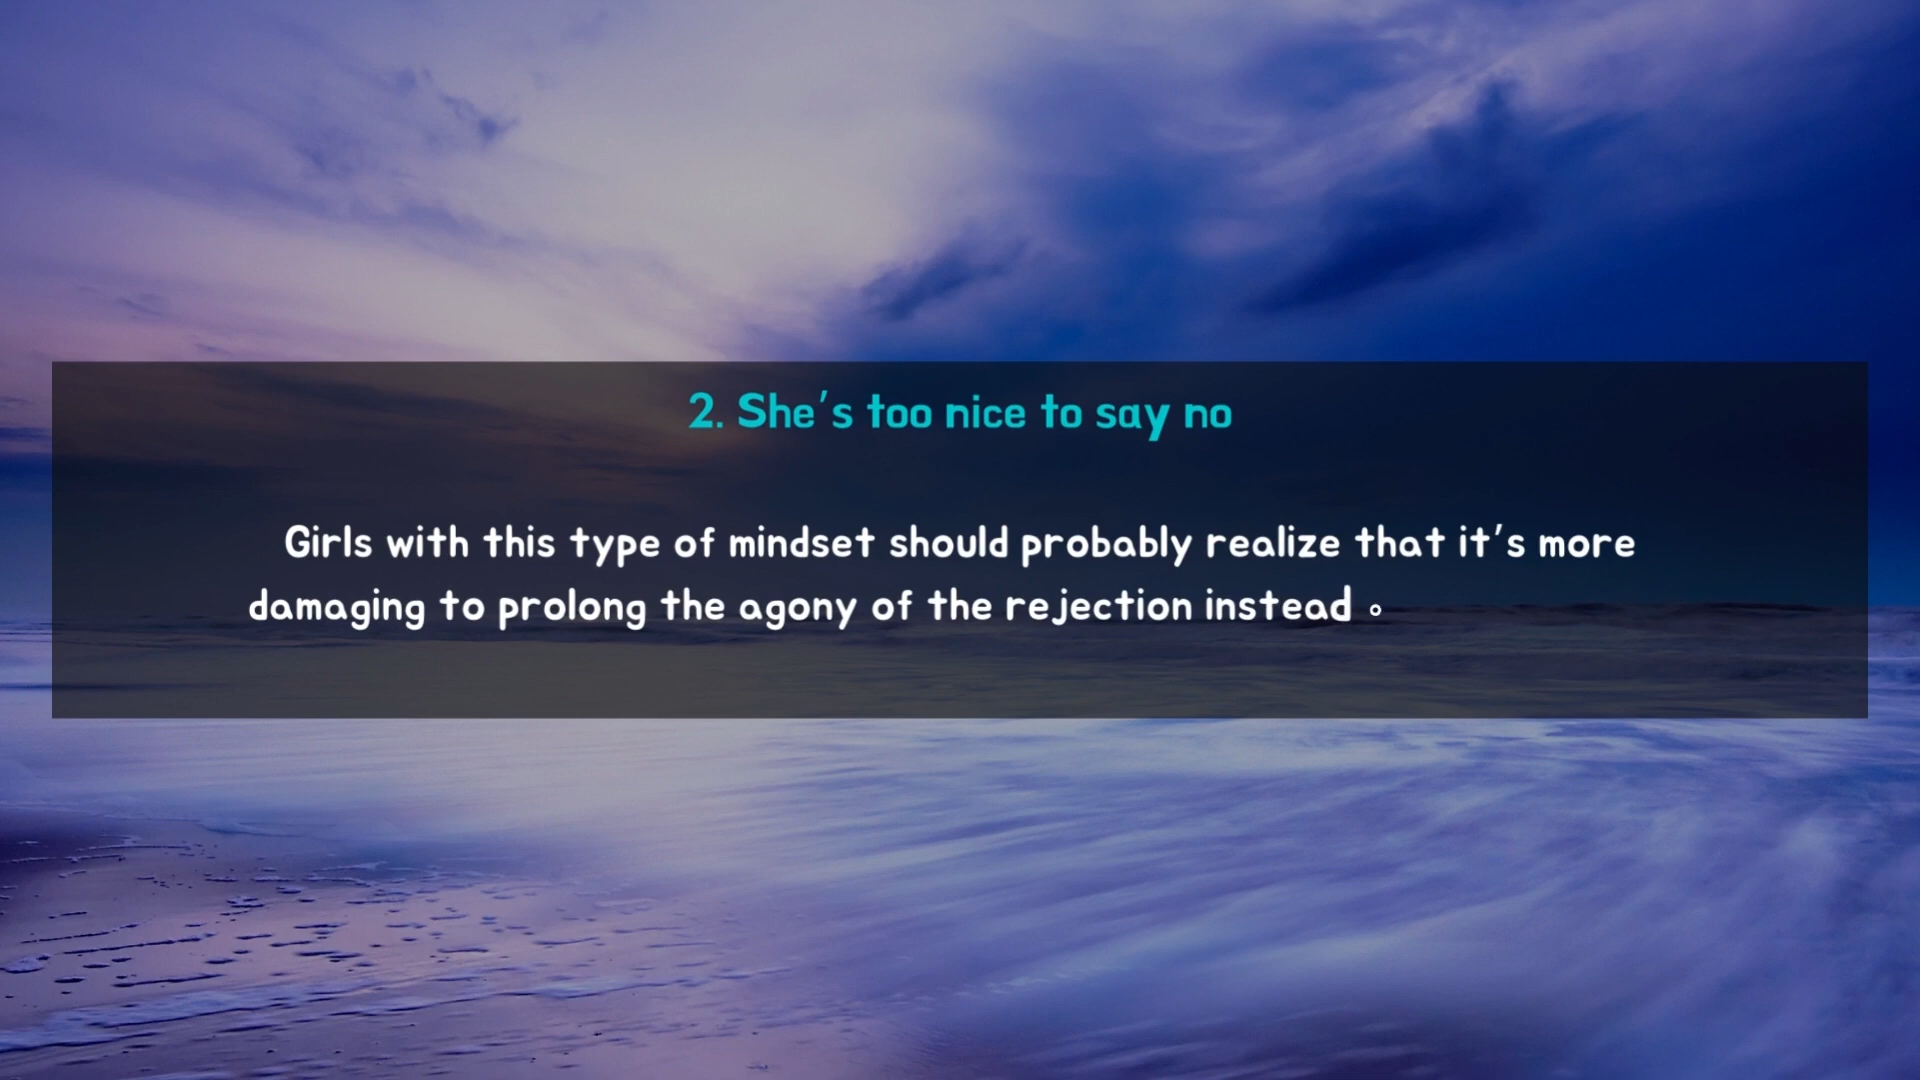 2. She's too nice to say no
Girls with this type of mindset should probably realize that it's more
damaging to prolong the agony of the rejection instead 。